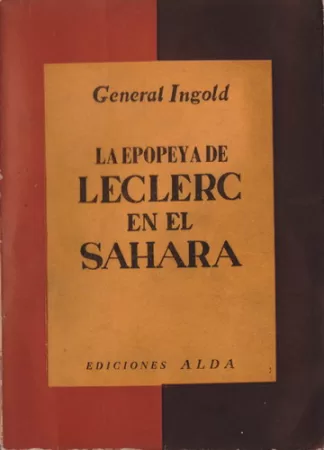 General Ingold
LA EPOPEYA DE
LECLERC
EN EL
SAHARA
EDICIONES ALDA